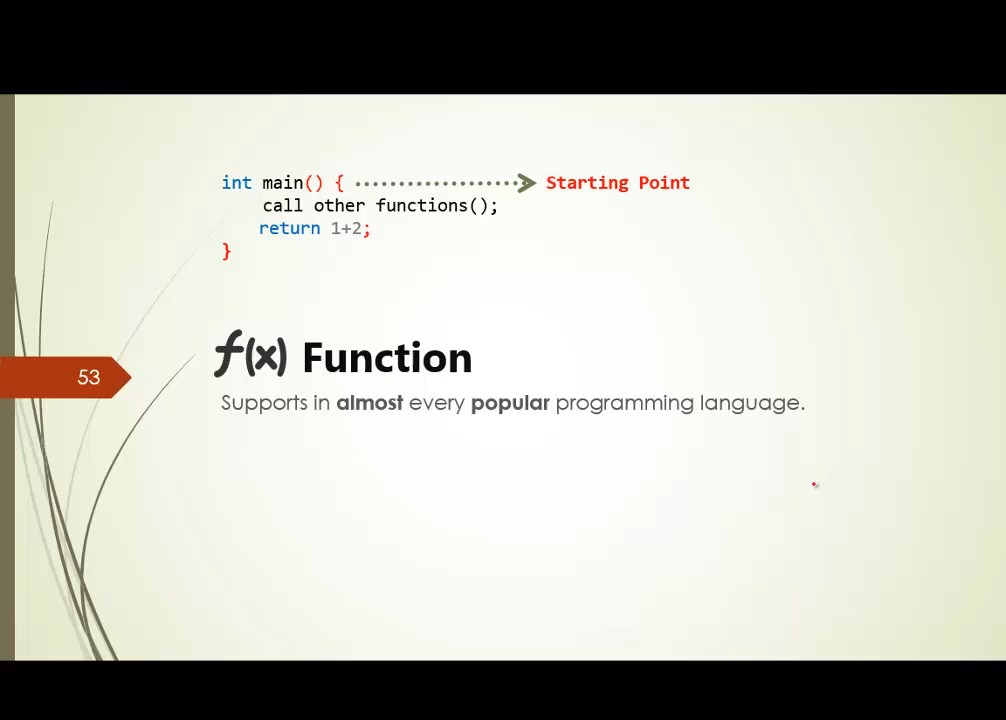 int main() { Starting Point
call other functions();
return 1+2;
}
f(x) Function
53
Supports in almost every popular programming language.